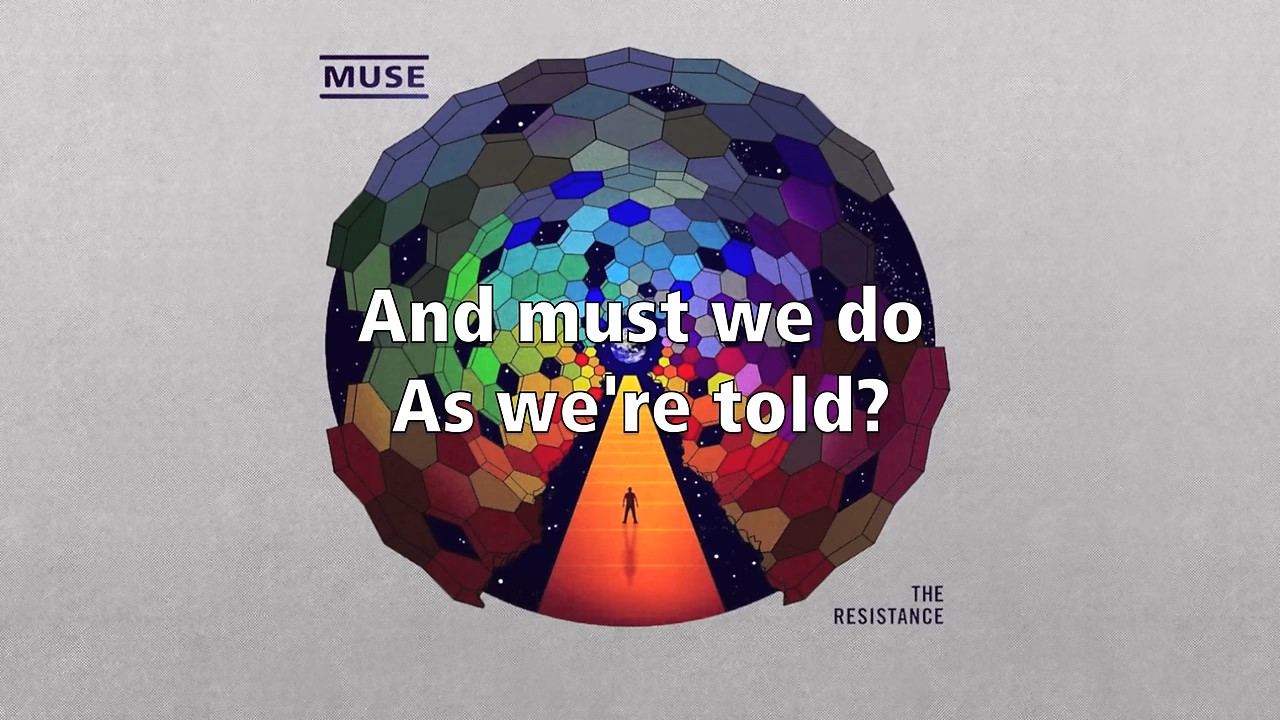 MUSE
And must we do
As we're told?
THE
RESISTANCE